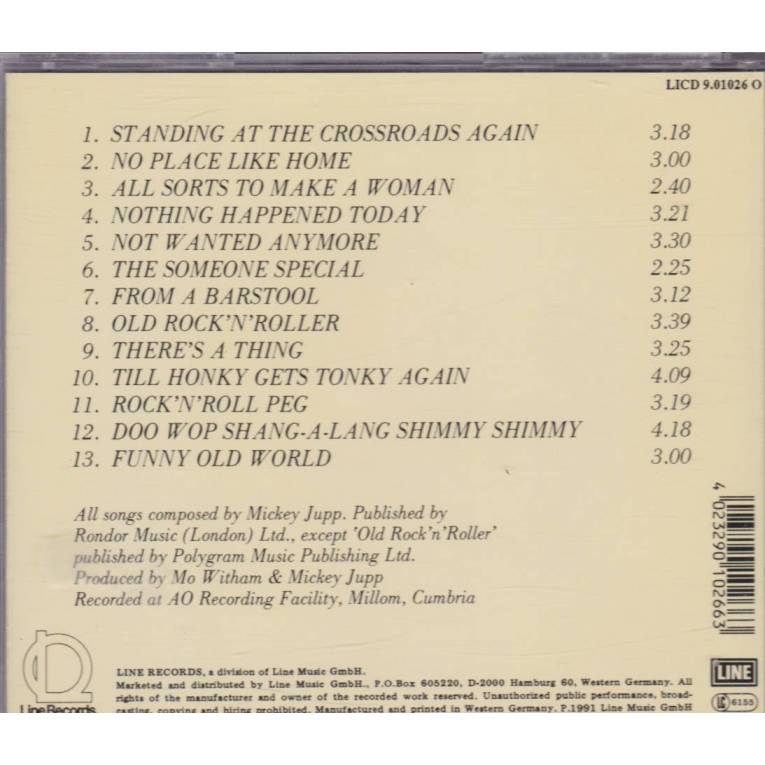 LICD 9.01026 O
1. STANDING AT THE CROSSROADS AGAIN 3.18
2. NO PLACE LIKE HOME 3.00
3. ALL SORTS TO MAKE A WOMAN 2.40
4. NOTHING HAPPENED TODAY 3.21
5. NOT WANTED ANYMORE 3.30
6. THE SOMEONE SPECIAL 2.25
7. FROM A BARSTOOL 3.12
8. OLD ROCK'N'ROLLER 3.39
9. THERE'S A THING 3.25
10. TILL HONKY GETS TONKY AGAIN 4.09
11. ROCK'N'ROLL PEG 3.19
12. DOO WOP SHANG-A-LANG SHIMMY SHIMMY 4.18
13. FUNNY OLD WORLD 3.00
All songs composed by Mickey Jupp. Published by
Rondor Music (London) Ltd., except 'Old Rock'n'Roller'
published by Polygram Music Publishing Ltd.
Produced by Mo Witham & Mickey Jupp
Recorded at AO Recording Facility, Millom, Cumbria
4 023290 102663
Line Records
LINE RECORDS, a division of Line Music GmbH.
Marketed and distributed by Line Music GmbH., P.O.Box 605220, D-2000 Hamburg 60, Western Germany. All
rights of the manufacturer and owner of the recorded work reserved. Unauthorized public performance, broad-
casting, copying and hiring prohibited. Manufactured and printed in Western Germany. P.1991 Line Music GmbH
LINE
LC 6155